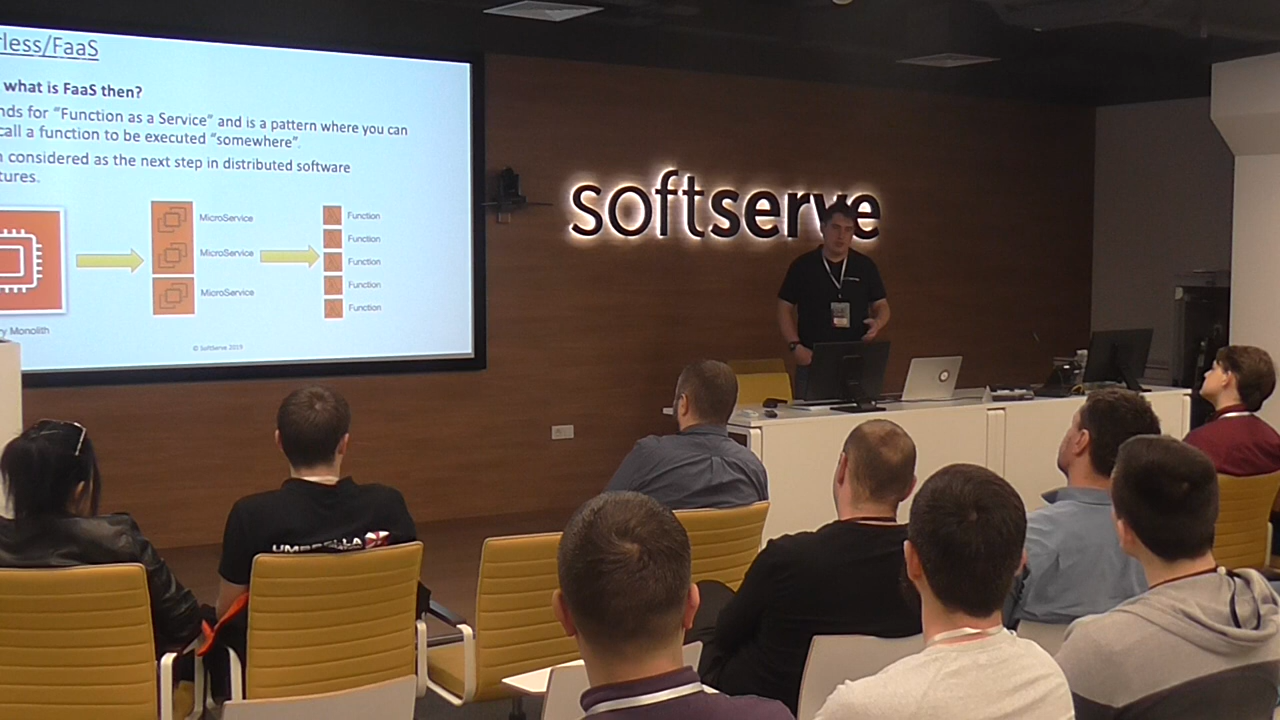 rless/FaaS
what is FaaS then?
nds for “Function as a Service” and is a pattern where you can
call a function to be executed “somewhere”.
n considered as the next step in distributed software
tures.
MicroService
MicroService
MicroService
Function
Function
Function
Function
Function
y Monolith
© SoftServe 2019
softserve
UMBRELLA